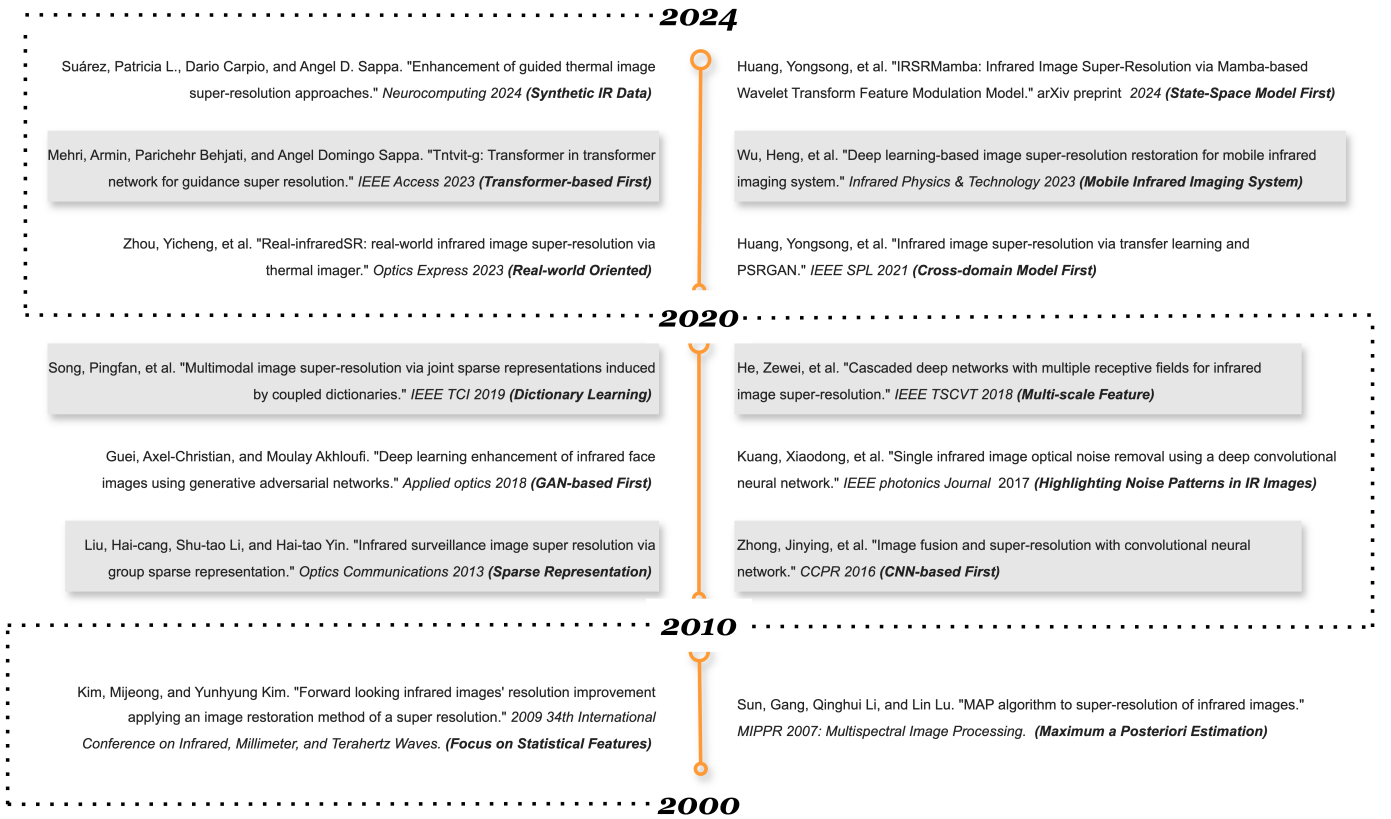 2024
Suárez, Patricia L., Dario Carpio, and Angel D. Sappa. "Enhancement of guided thermal image
super-resolution approaches." Neurocomputing 2024 (Synthetic IR Data)
Huang, Yongsong, et al. "IRSRMamba: Infrared Image Super-Resolution via Mamba-based
Wavelet Transform Feature Modulation Model." arXiv preprint 2024 (State-Space Model First)
Mehri, Armin, Parichehr Behjati, and Angel Domingo Sappa. "Tntvit-g: Transformer in transformer
network for guidance super resolution." IEEE Access 2023 (Transformer-based First)
Wu, Heng, et al. "Deep learning-based image super-resolution restoration for mobile infrared
imaging system." Infrared Physics & Technology 2023 (Mobile Infrared Imaging System)
Zhou, Yicheng, et al. "Real-infraredSR: real-world infrared image super-resolution via
thermal imager." Optics Express 2023 (Real-world Oriented)
Huang, Yongsong, et al. "Infrared image super-resolution via transfer learning and
PSRGAN." IEEE SPL 2021 (Cross-domain Model First)
2020
Song, Pingfan, et al. "Multimodal image super-resolution via joint sparse representations induced
by coupled dictionaries." IEEE TCI 2019 (Dictionary Learning)
He, Zewei, et al. "Cascaded deep networks with multiple receptive fields for infrared
image super-resolution." IEEE TSCVT 2018 (Multi-scale Feature)
Guei, Axel-Christian, and Moulay Akhloufi. "Deep learning enhancement of infrared face
images using generative adversarial networks." Applied optics 2018 (GAN-based First)
Kuang, Xiaodong, et al. "Single infrared image optical noise removal using a deep convolutional
neural network." IEEE photonics Journal 2017 (Highlighting Noise Patterns in IR Images)
Liu, Hai-cang, Shu-tao Li, and Hai-tao Yin. "Infrared surveillance image super resolution via
group sparse representation." Optics Communications 2013 (Sparse Representation)
Zhong, Jinying, et al. "Image fusion and super-resolution with convolutional neural
network." CCPR 2016 (CNN-based First)
2010
Kim, Mijeong, and Yunhyung Kim. "Forward looking infrared images' resolution improvement
applying an image restoration method of a super resolution." 2009 34th International
Conference on Infrared, Millimeter, and Terahertz Waves. (Focus on Statistical Features)
Sun, Gang, Qinghui Li, and Lin Lu. "MAP algorithm to super-resolution of infrared images."
MIPPR 2007: Multispectral Image Processing. (Maximum a Posteriori Estimation)
2000